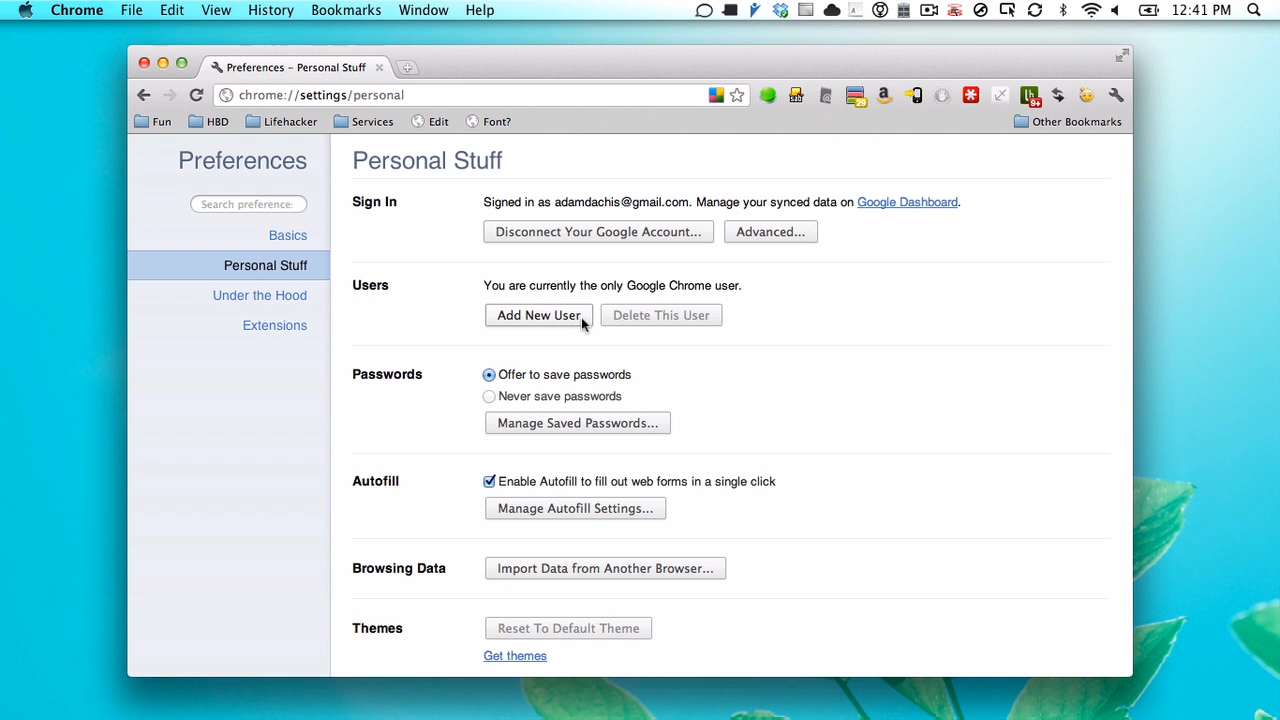 Chrome File Edit View History Bookmarks Window Help 12:41 PM
Preferences – Personal Stuff
chrome://settings/personal
29 9+
Fun HBD Lifehacker Services Edit Font? Other Bookmarks
Preferences
Search preference
Basics
Personal Stuff
Under the Hood
Extensions
Personal Stuff
Sign In Signed in as adamdachis@gmail.com. Manage your synced data on Google Dashboard.
Disconnect Your Google Account... Advanced...
Users You are currently the only Google Chrome user.
Add New User Delete This User
Passwords Offer to save passwords
Never save passwords
Manage Saved Passwords...
Autofill Enable Autofill to fill out web forms in a single click
Manage Autofill Settings...
Browsing Data Import Data from Another Browser...
Themes Reset To Default Theme
Get themes